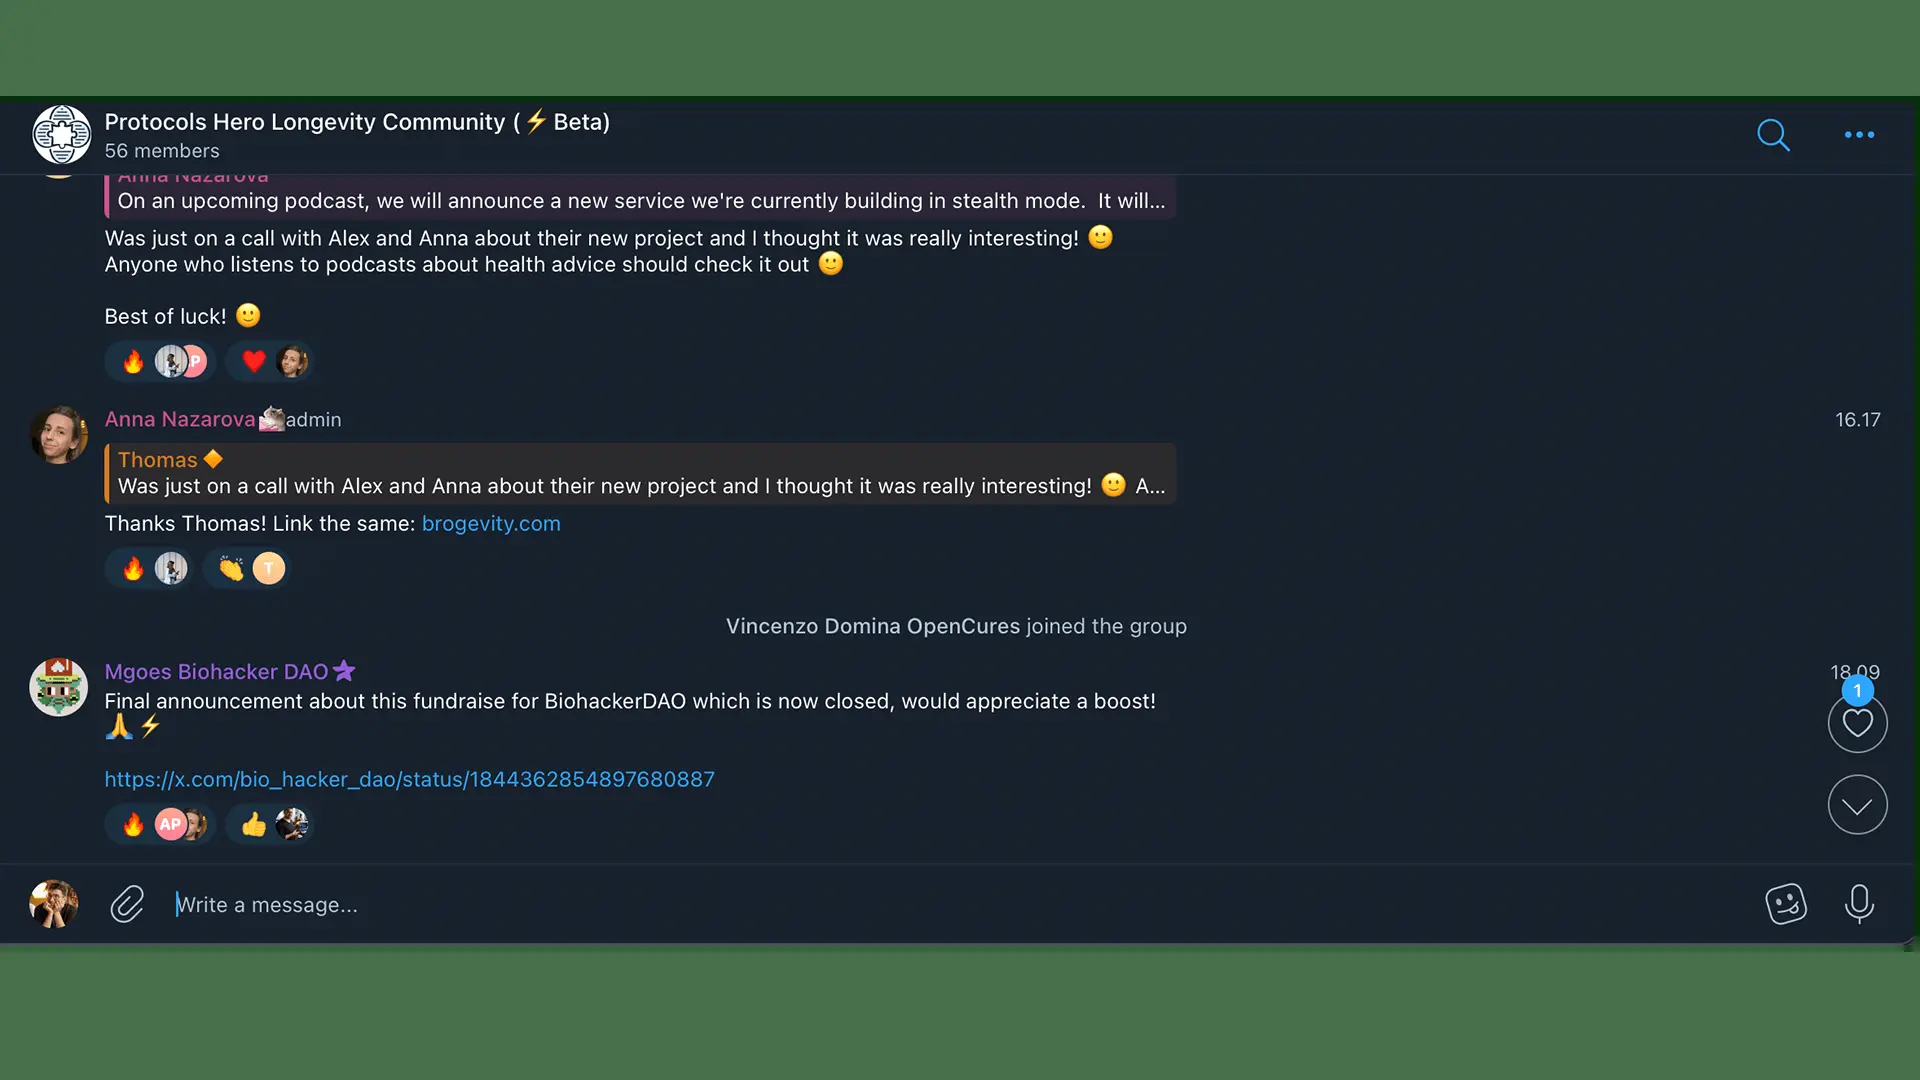 Protocols Hero Longevity Community (⚡Beta)
56 members
Anna Nazarova
On an upcoming podcast, we will announce a new service we're currently building in stealth mode.  It will...
Was just on a call with Alex and Anna about their new project and I thought it was really interesting! 🙂
Anyone who listens to podcasts about health advice should check it out 🙂
Best of luck! 🙂
P
Anna Nazarova admin
16.17
Thomas 🔶
Was just on a call with Alex and Anna about their new project and I thought it was really interesting! 🙂 A...
Thanks Thomas! Link the same: brogevity.com
T
Vincenzo Domina OpenCures joined the group
Mgoes Biohacker DAO
18.09
Final announcement about this fundraise for BiohackerDAO which is now closed, would appreciate a boost!
🙏⚡
1
https://x.com/bio_hacker_dao/status/1844362854897680887
AP
Write a message...